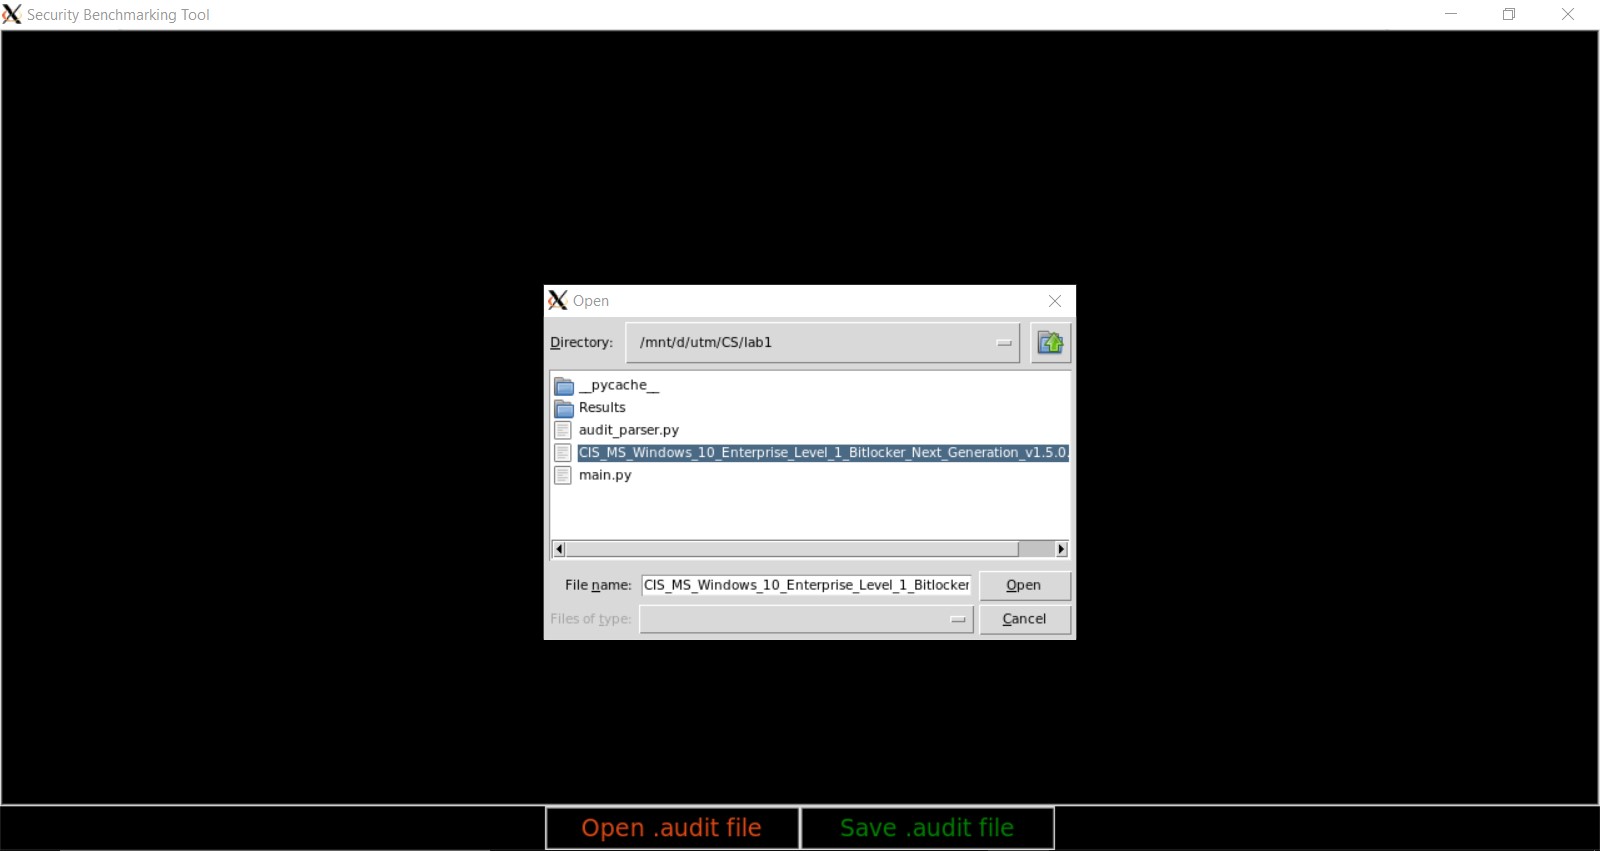 Security Benchmarking Tool
Open
Directory: /mnt/d/utm/CS/lab1
__pycache__
Results
audit_parser.py
CIS_MS_Windows_10_Enterprise_Level_1_Bitlocker_Next_Generation_v1.5.0.
main.py
File name: CIS_MS_Windows_10_Enterprise_Level_1_Bitlocker Open
Files of type: Cancel
Open .audit file Save .audit file